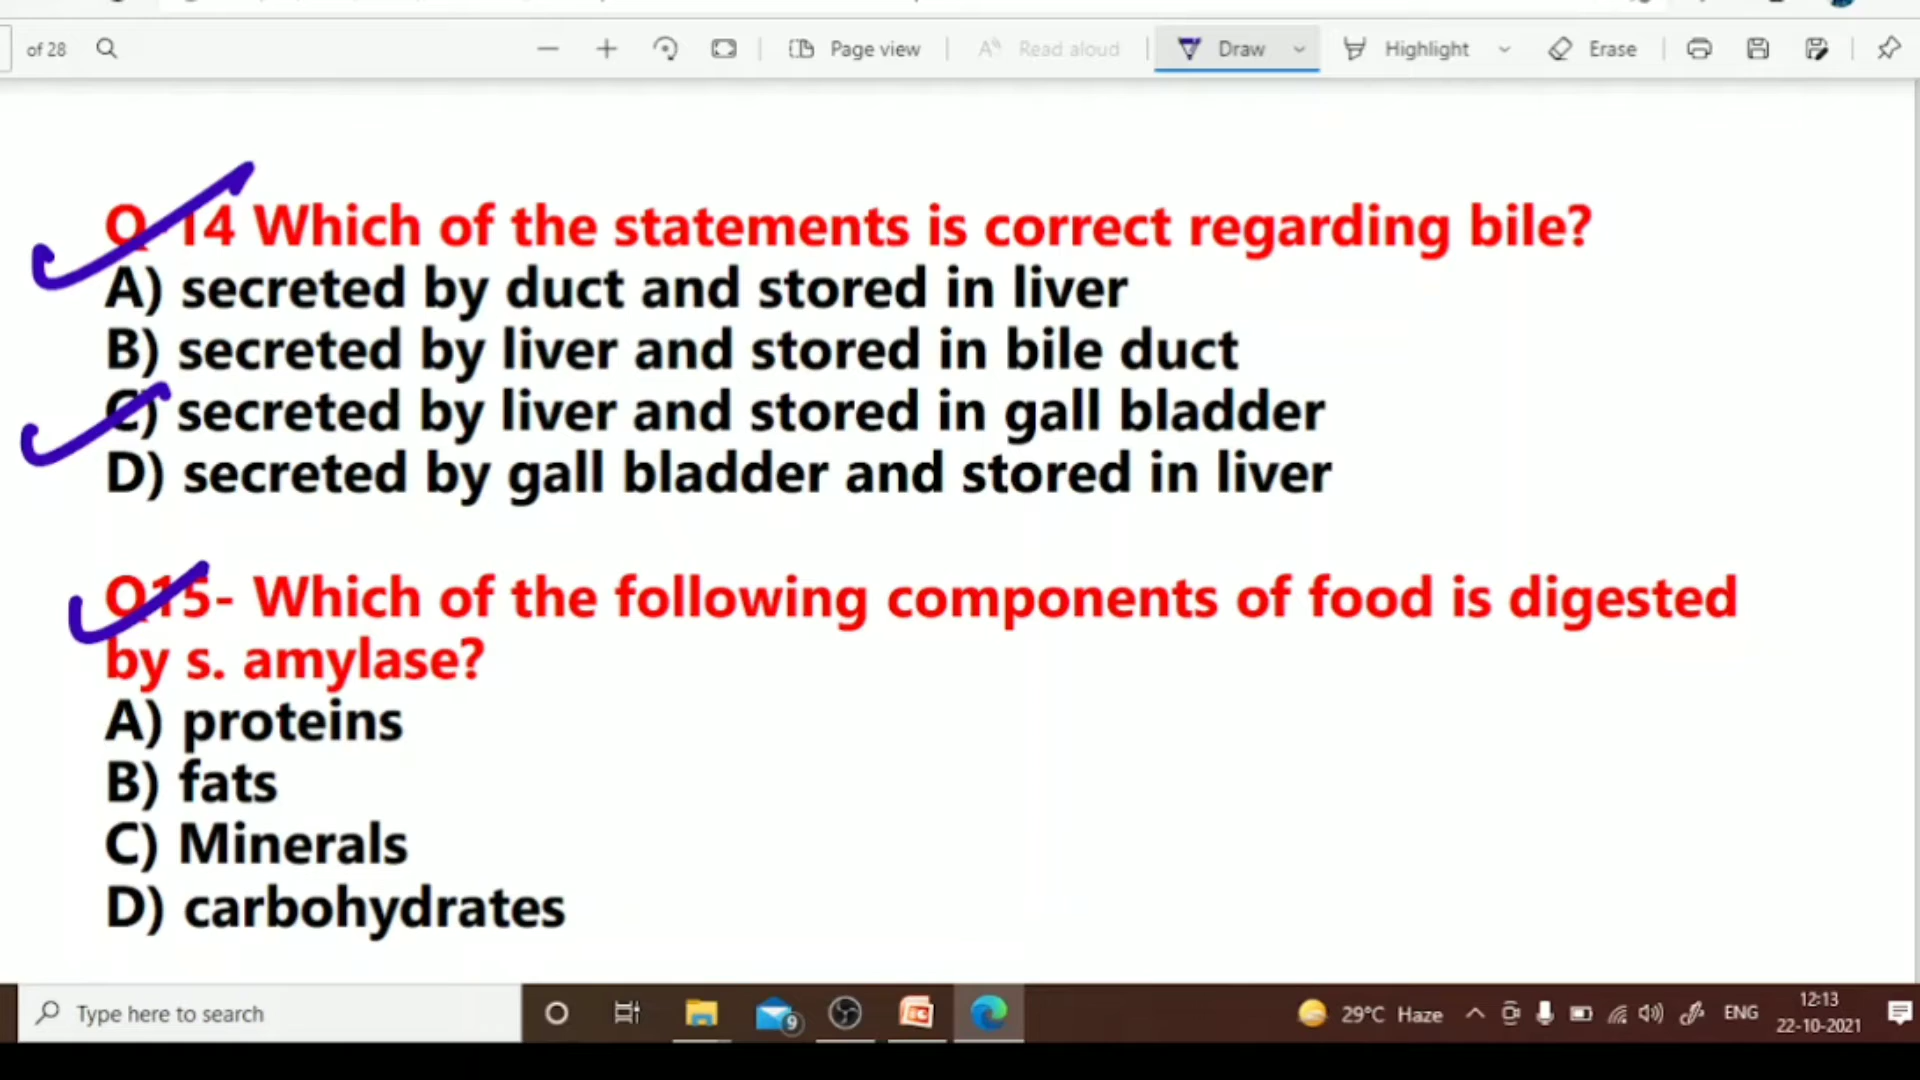 of 28
Page view
Read aloud
Draw
Highlight
Erase
Q-14 Which of the statements is correct regarding bile?
A) secreted by duct and stored in liver
B) secreted by liver and stored in bile duct
C) secreted by liver and stored in gall bladder
D) secreted by gall bladder and stored in liver
Q15- Which of the following components of food is digested
by s. amylase?
A) proteins
B) fats
C) Minerals
D) carbohydrates
Type here to search
9
29°C Haze
ENG
12:13
22-10-2021